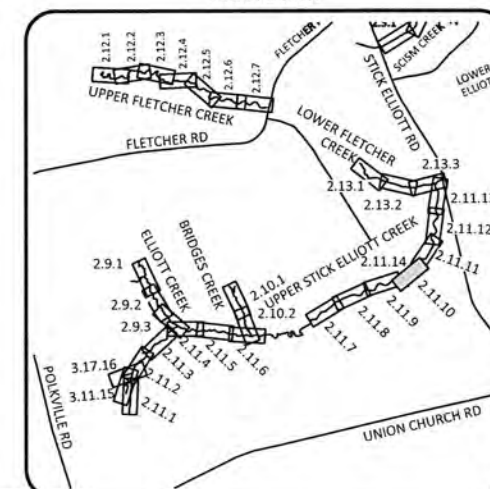 2.12.1
2.12.2
2.12.3
2.12.4
2.12.5
2.12.6
2.12.7
UPPER FLETCHER CREEK
FLETCHER RD
SCISM CREEK
STICK ELLIOTT RD
LOWER
LOWER FLETCHER
CREEK
2.13.1
2.13.2
2.13.3
2.11.12
2.11.11
2.11.10
2.11.14
UPPER STICK ELLIOTT CREEK
2.11.9
2.11.8
2.11.7
BRIDGES CREEK
2.10.1
2.10.2
ELLIOTT CREEK
2.9.1
2.9.2
2.9.3
2.11.6
2.11.5
2.11.4
2.11.3
2.11.2
2.11.1
3.17.16
3.11.15
POLKVILLE RD
UNION CHURCH RD